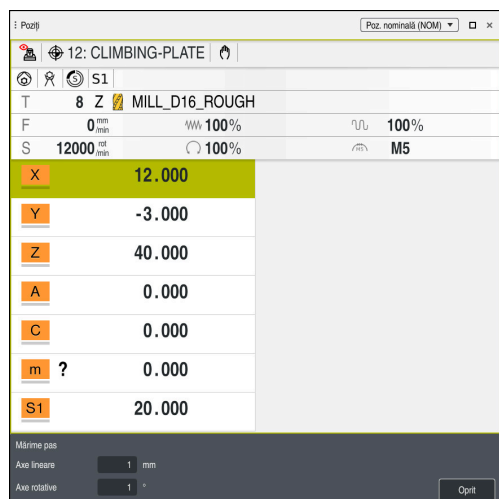 Poziţi Poz. nominală (NOM)
12: CLIMBING-PLATE
S1
T 8 Z MILL_D16_ROUGH
F 0 mm/min 100% 100%
S 12000 rot/min 100% M5
X 12.000
Y -3.000
Z 40.000
A 0.000
C 0.000
m ? 0.000
S1 20.000
Mărime pas
Axe lineare 1 mm
Axe rotative 1 °
Oprit